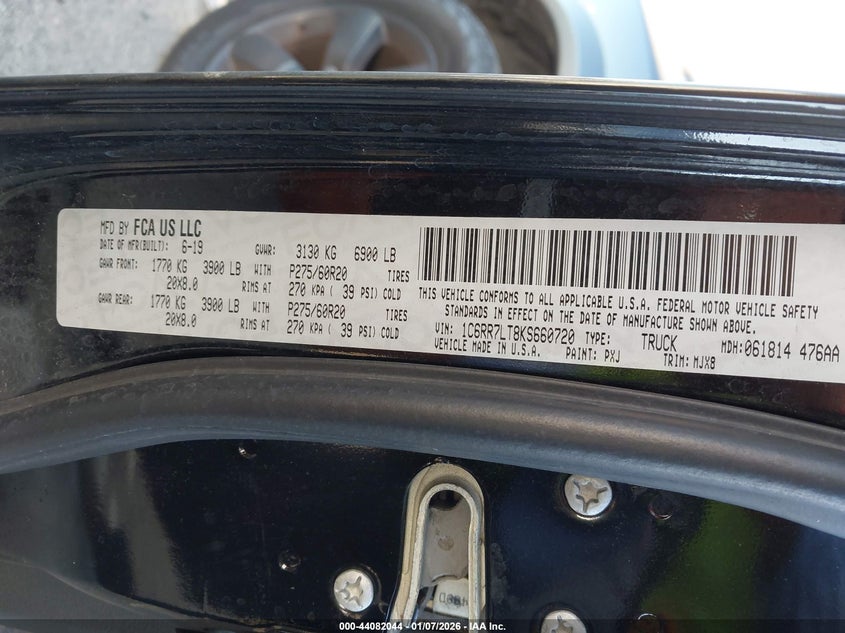 MFD BY FCA US LLC
DATE OF MFR(BUILT): 6-19 GVWR: 3130 KG 6900 LB
GAWR FRONT: 1770 KG 3900 LB WITH P275/60R20 TIRES
20X8.0 RIMS AT 270 KPA ( 39 PSI) COLD
GAWR REAR: 1770 KG 3900 LB WITH P275/60R20 TIRES
20X8.0 RIMS AT 270 KPA ( 39 PSI) COLD
THIS VEHICLE CONFORMS TO ALL APPLICABLE U.S.A. FEDERAL MOTOR VEHICLE SAFETY
STANDARDS IN EFFECT ON THE DATE OF MANUFACTURE SHOWN ABOVE.
VIN: 1C6RR7LT8KS660720 TYPE: TRUCK MDH:061814 476AA
VEHICLE MADE IN U.S.A. PAINT: PXJ TRIM: MJX8
000-44082044 - 01/07/2026 - IAA, Inc.